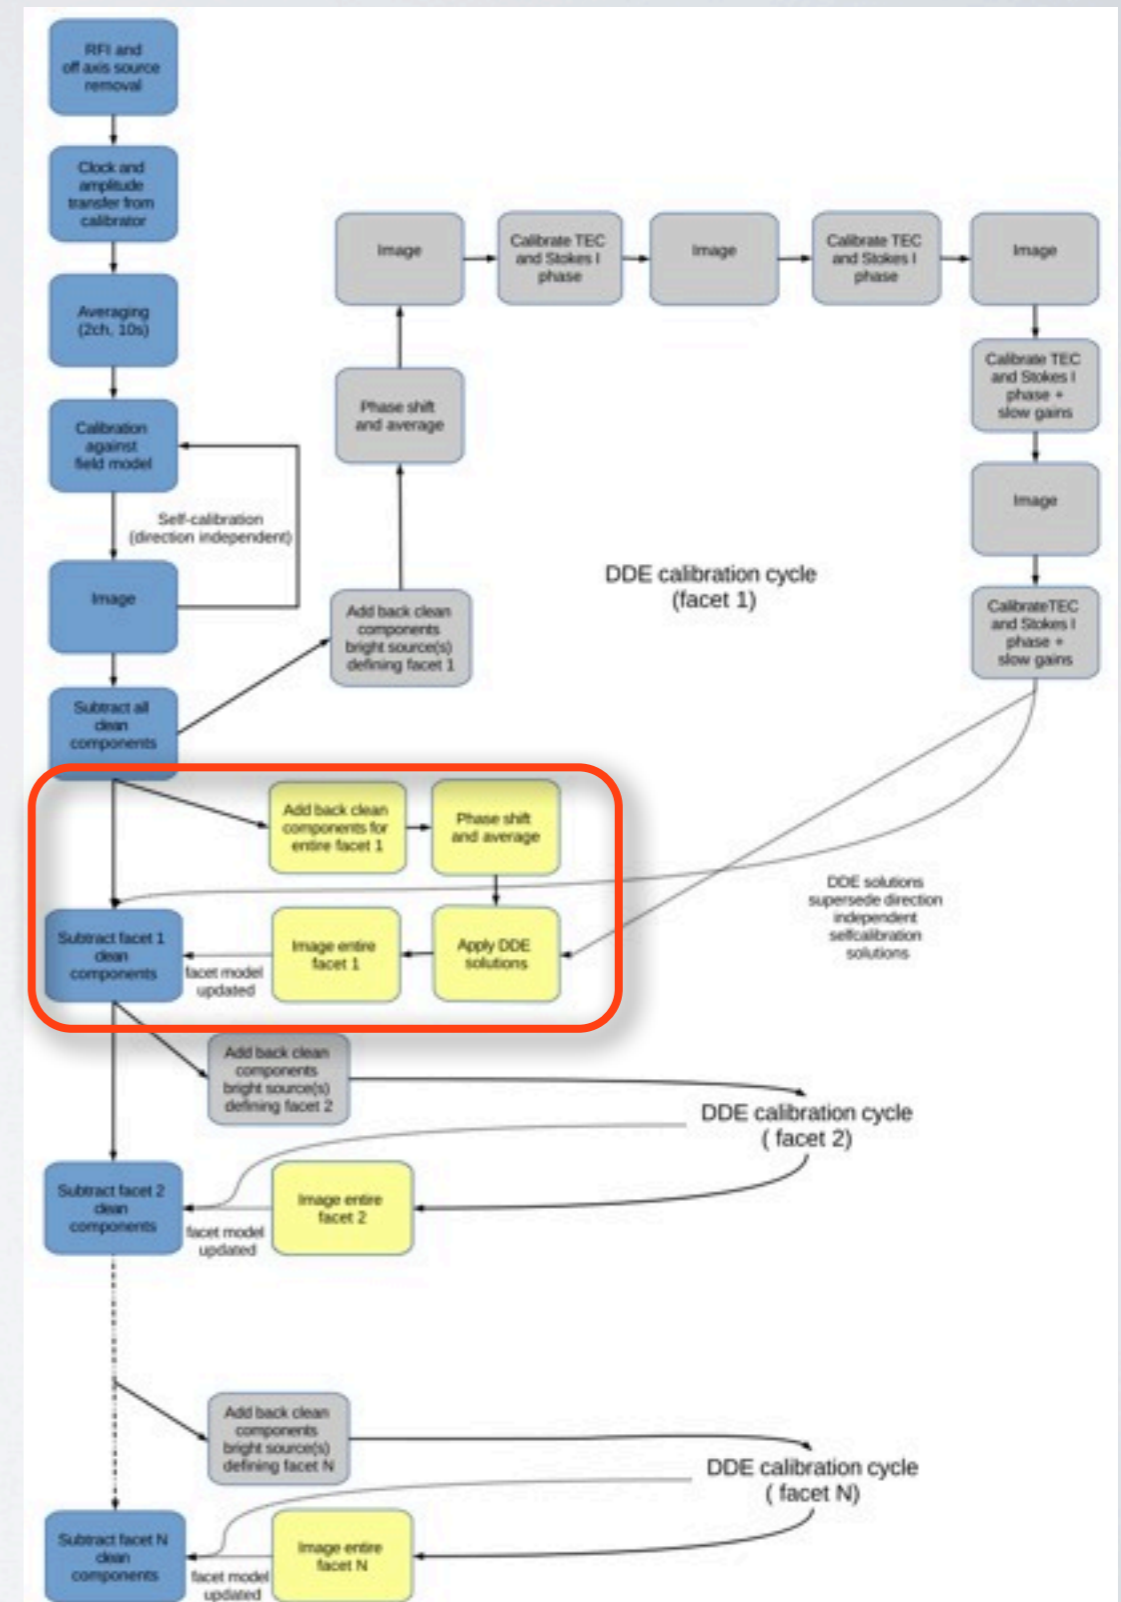 RFI and
off axis source
removal
Clock and
amplitude
transfer from
calibrator
Averaging
(2ch, 10s)
Calibration
against
field model
Self-calibration
(direction independent)
Image
Subtract all
clean
components
Add back clean
components
bright source(s)
defining facet 1
Phase shift
and average
Image
Calibrate TEC
and Stokes I
phase
Image
Calibrate TEC
and Stokes I
phase
Image
Calibrate TEC
and Stokes I
phase +
slow gains
Image
CalibrateTEC
and Stokes I
phase +
slow gains
DDE calibration cycle
(facet 1)
Add back clean
components for
entire facet 1
Phase shift
and average
Apply DDE
solutions
Image entire
facet 1
facet model
updated
Subtract facet 1
clean
components
DDE solutions
supersede direction
independent
selfcalibration
solutions
Add back clean
components
bright source(s)
defining facet 2
DDE calibration cycle
( facet 2)
Image entire
facet 2
facet model
updated
Subtract facet 2
clean
components
Add back clean
components
bright source(s)
defining facet N
DDE calibration cycle
( facet N)
Image entire
facet N
facet model
updated
Subtract facet N
clean
components